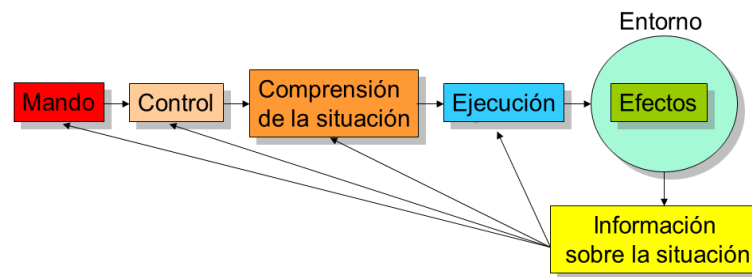 Entorno
Mando
Control
Comprensión
de la situación
Ejecución
Efectos
Información
sobre la situación